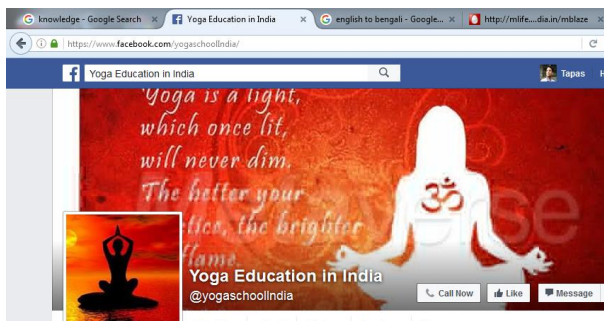 knowledge - Google Search
Yoga Education in India
english to bengali - Google...
http://mlife....dia.in/mblaze
https://www.facebook.com/yogaschoolindia/
Yoga Education in India
Tapas
'Yoga is a light,
which once lit,
will never dim.
The better your
the brighter
flame.
Yoga Education in India
@yogaschoolIndia
Call Now
Like
Message